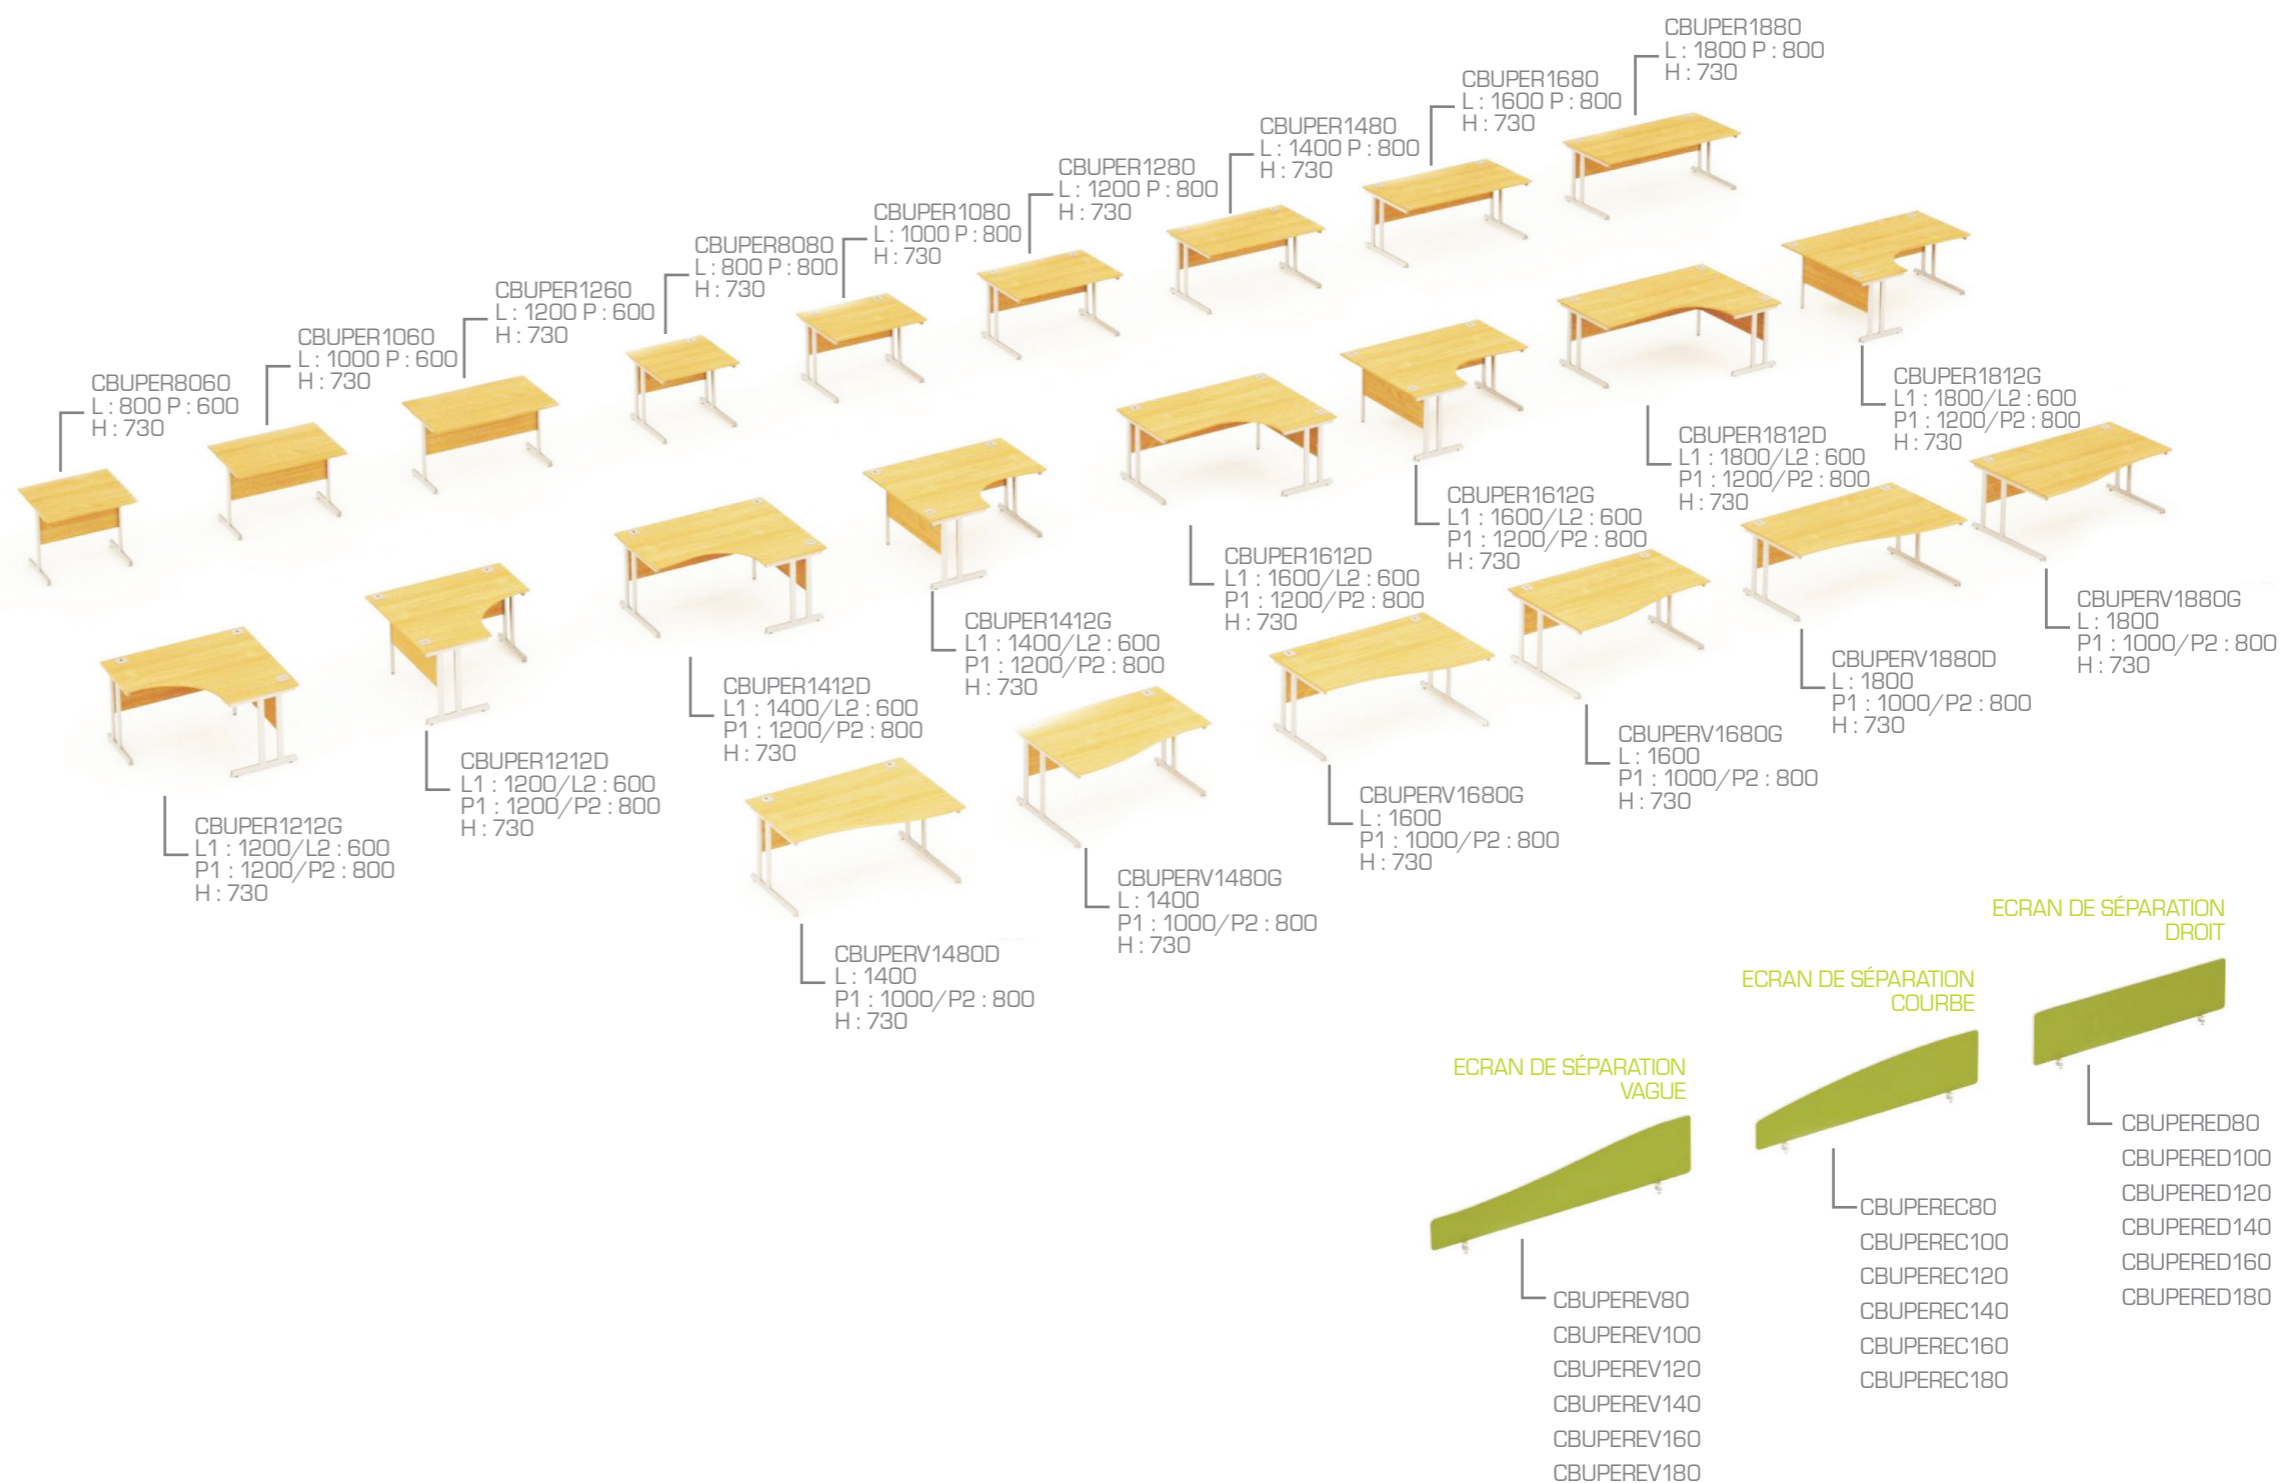 CBUPER1880
L : 1800 P : 800
H : 730
CBUPER1680
L : 1600 P : 800
H : 730
CBUPER1480
L : 1400 P : 800
H : 730
CBUPER1280
L : 1200 P : 800
H : 730
CBUPER1080
L : 1000 P : 800
H : 730
CBUPER8080
L : 800 P : 800
H : 730
CBUPER1260
L : 1200 P : 600
H : 730
CBUPER1060
L : 1000 P : 600
H : 730
CBUPER8060
L : 800 P : 600
H : 730
CBUPER1812G
L1 : 1800/L2 : 600
P1 : 1200/P2 : 800
H : 730
CBUPER1812D
L1 : 1800/L2 : 600
P1 : 1200/P2 : 800
H : 730
CBUPER1612G
L1 : 1600/L2 : 600
P1 : 1200/P2 : 800
H : 730
CBUPER1612D
L1 : 1600/L2 : 600
P1 : 1200/P2 : 800
H : 730
CBUPER1412G
L1 : 1400/L2 : 600
P1 : 1200/P2 : 800
H : 730
CBUPER1412D
L1 : 1400/L2 : 600
P1 : 1200/P2 : 800
H : 730
CBUPER1212D
L1 : 1200/L2 : 600
P1 : 1200/P2 : 800
H : 730
CBUPER1212G
L1 : 1200/L2 : 600
P1 : 1200/P2 : 800
H : 730
CBUPERV1880G
L : 1800
P1 : 1000/P2 : 800
H : 730
CBUPERV1880D
L : 1800
P1 : 1000/P2 : 800
H : 730
CBUPERV1680G
L : 1600
P1 : 1000/P2 : 800
H : 730
CBUPERV1680G
L : 1600
P1 : 1000/P2 : 800
H : 730
CBUPERV1480G
L : 1400
P1 : 1000/P2 : 800
H : 730
CBUPERV1480D
L : 1400
P1 : 1000/P2 : 800
H : 730
ECRAN DE SÉPARATION
DROIT
CBUPERED80
CBUPERED100
CBUPERED120
CBUPERED140
CBUPERED160
CBUPERED180
ECRAN DE SÉPARATION
COURBE
CBUPEREC80
CBUPEREC100
CBUPEREC120
CBUPEREC140
CBUPEREC160
CBUPEREC180
ECRAN DE SÉPARATION
VAGUE
CBUPEREV80
CBUPEREV100
CBUPEREV120
CBUPEREV140
CBUPEREV160
CBUPEREV180